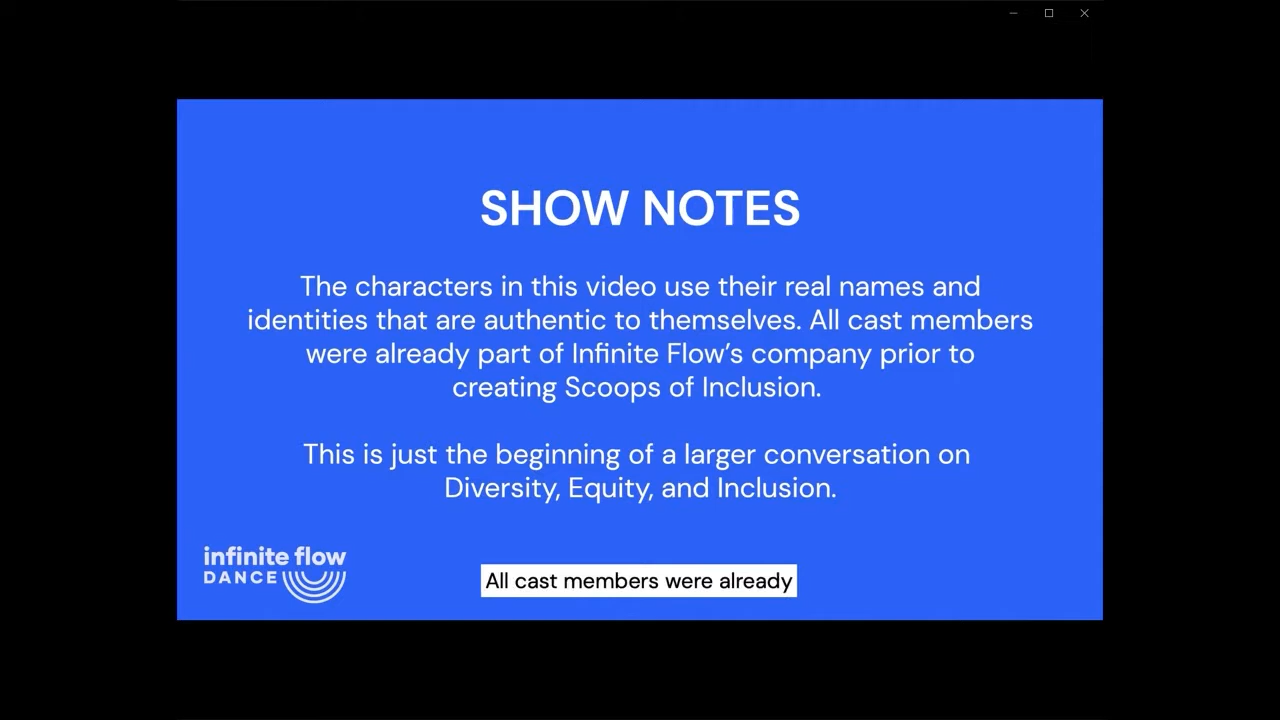 SHOW NOTES
The characters in this video use their real names and
identities that are authentic to themselves. All cast members
were already part of Infinite Flow’s company prior to
creating Scoops of Inclusion.
This is just the beginning of a larger conversation on
Diversity, Equity, and Inclusion.
infinite flow
DANCE
All cast members were already